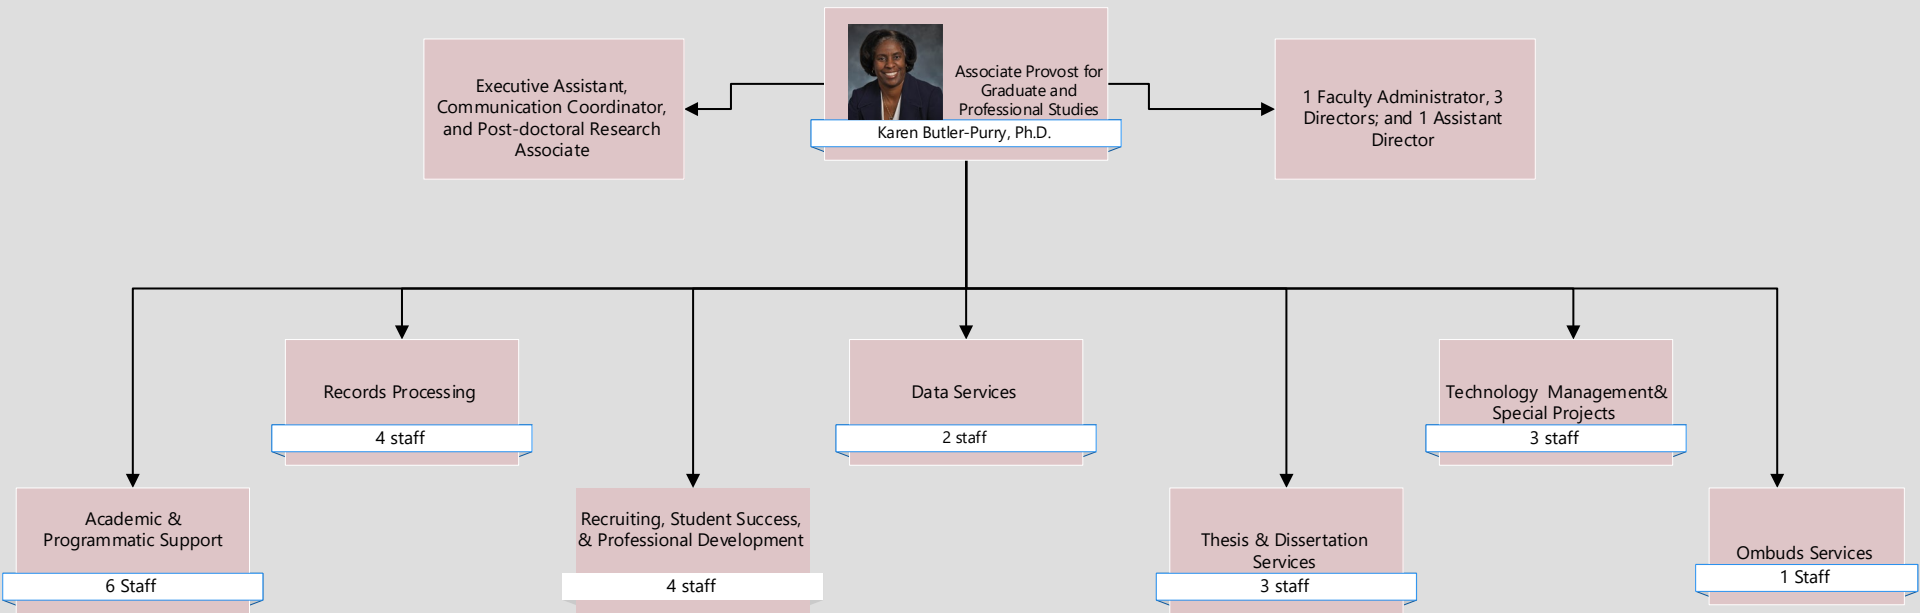 Associate Provost for
Graduate and
Professional Studies
Karen Butler-Purry, Ph.D.
Executive Assistant,
Communication Coordinator,
and Post-doctoral Research
Associate
1 Faculty Administrator, 3
Directors; and 1 Assistant
Director
Records Processing
4 staff
Data Services
2 staff
Technology  Management&
Special Projects
3 staff
Academic &
Programmatic Support
6 Staff
Recruiting, Student Success,
& Professional Development
4 staff
Thesis & Dissertation
Services
3 staff
Ombuds Services
1 Staff